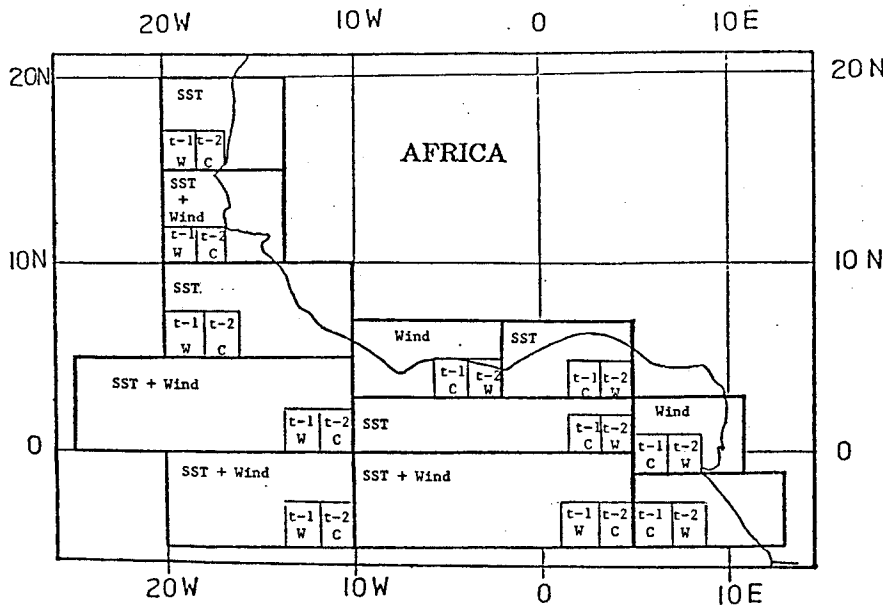 20W 10W 0 10E
20N 20N
SST
t-1 t-2
W C
AFRICA
SST
+
Wind
t-1 t-2
W C
10N 10N
SST.
t-1 t-2
W C
Wind SST
t-1 t-2 t-1 t-2
C W C W
SST + Wind
t-1 t-2
W C
SST
t-1 t-2
C W
Wind
t-1 t-2
C W
0 0
SST + Wind SST + Wind
t-1 t-2 t-1 t-2 t-1 t-2
W C W C C W
20W 10W 0 10E